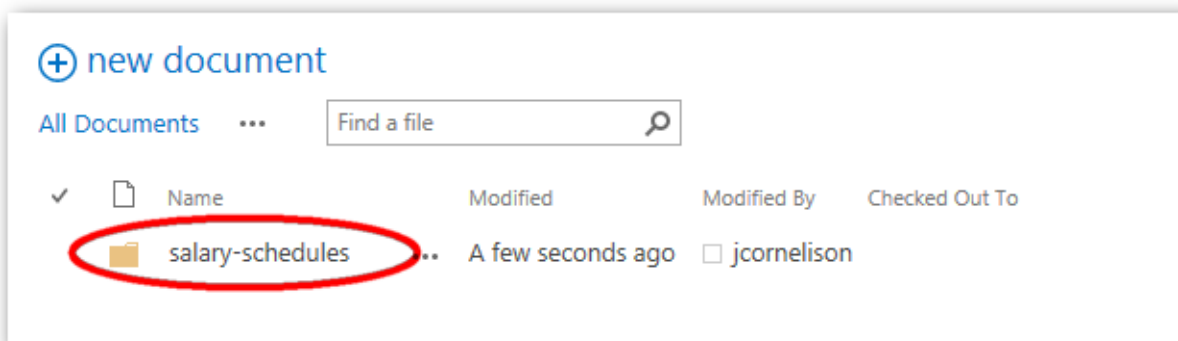 new document
All Documents ••• Find a file
Name Modified Modified By Checked Out To
salary-schedules ••• A few seconds ago jcornelison